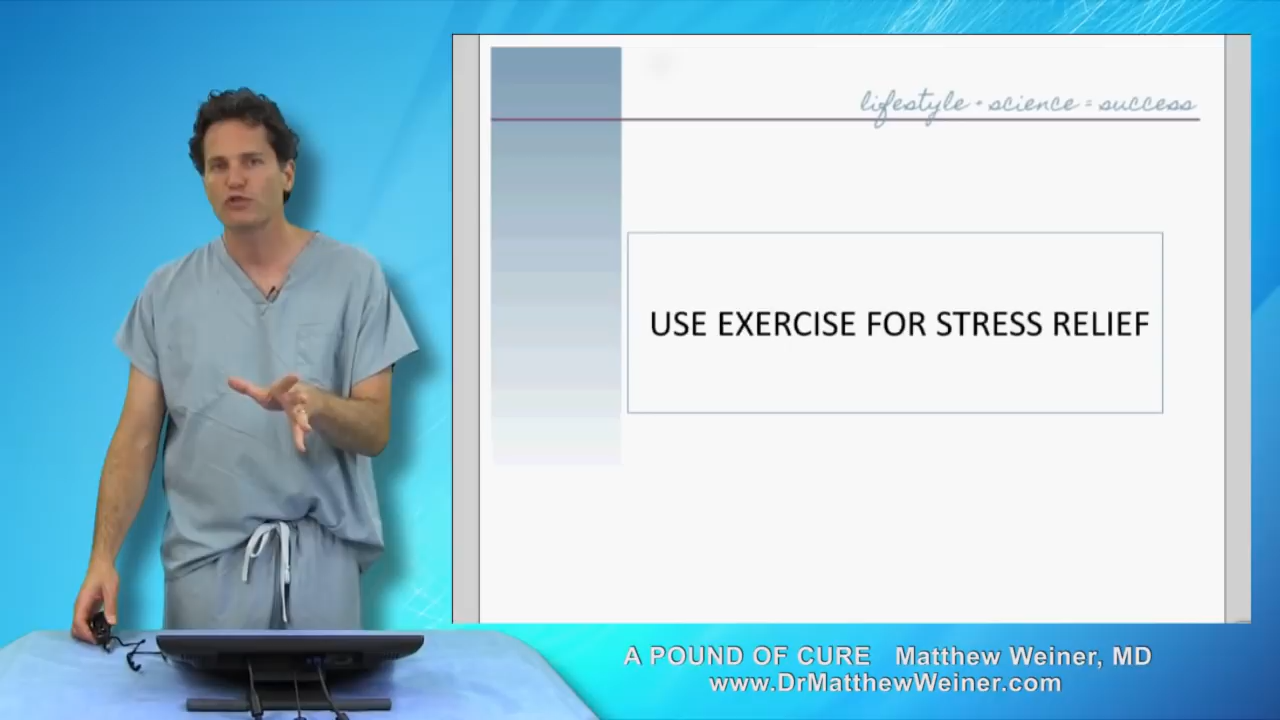 lifestyle + science = success
USE EXERCISE FOR STRESS RELIEF
A POUND OF CURE Matthew Weiner, MD
www.DrMatthewWeiner.com